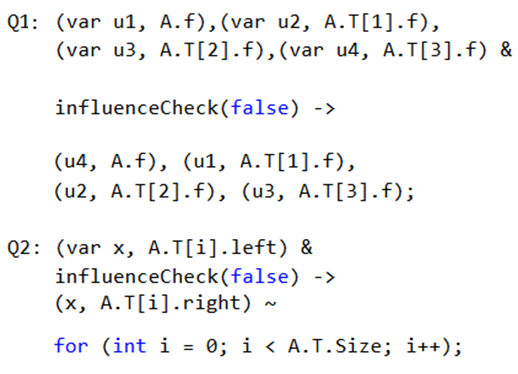 Q1: (var u1, A.f),(var u2, A.T[1].f),
(var u3, A.T[2].f),(var u4, A.T[3].f) &
influenceCheck(false) ->
(u4, A.f), (u1, A.T[1].f),
(u2, A.T[2].f), (u3, A.T[3].f);
Q2: (var x, A.T[i].left) &
influenceCheck(false) ->
(x, A.T[i].right) ~
for (int i = 0; i < A.T.Size; i++);